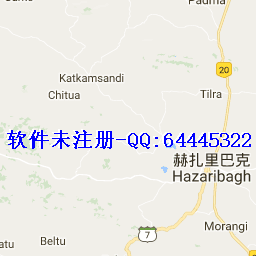 Padma
20
Katkamsandi
Chitua
Tilra
软件未注册-QQ:64445322
赫扎里巴克
Hazaribagh
Morangi
7
Beltu
atu